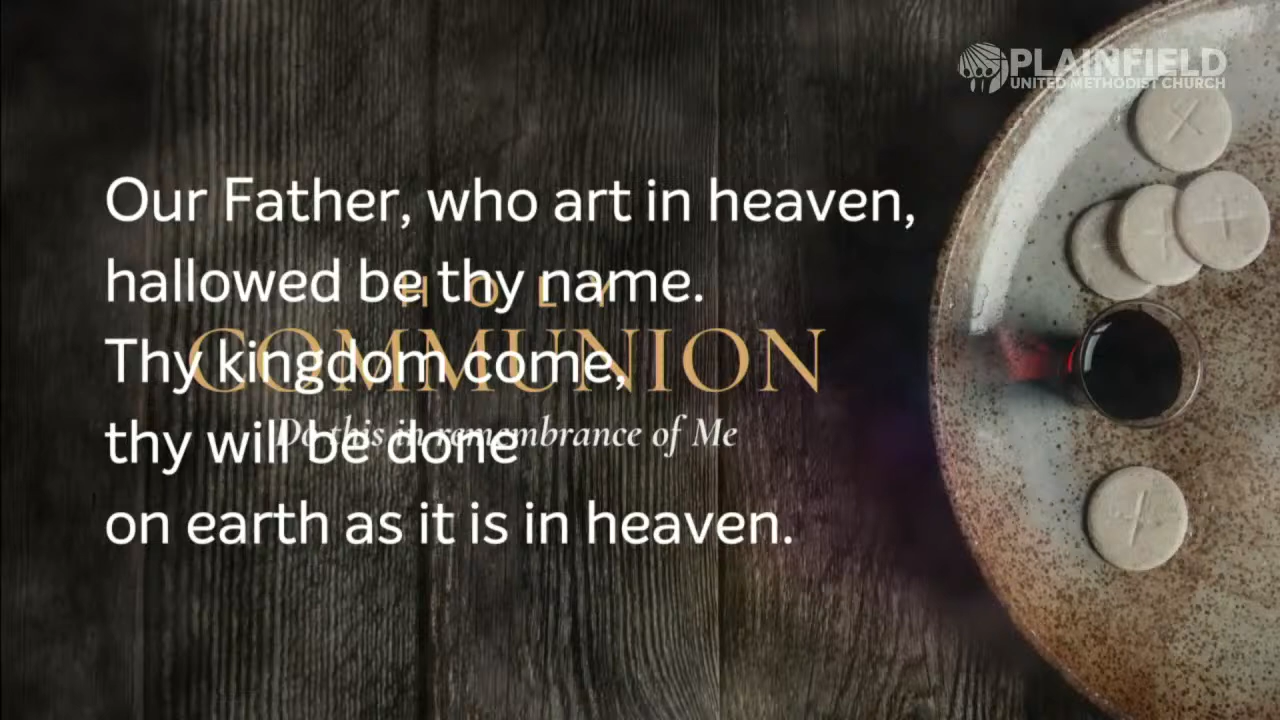 PLAINFIELD
UNITED METHODIST CHURCH
Our Father, who art in heaven,
hallowed be thy name.
HOLY
Thy kingdom come,
COMMUNION
thy will be done
Do this in remembrance of Me
on earth as it is in heaven.